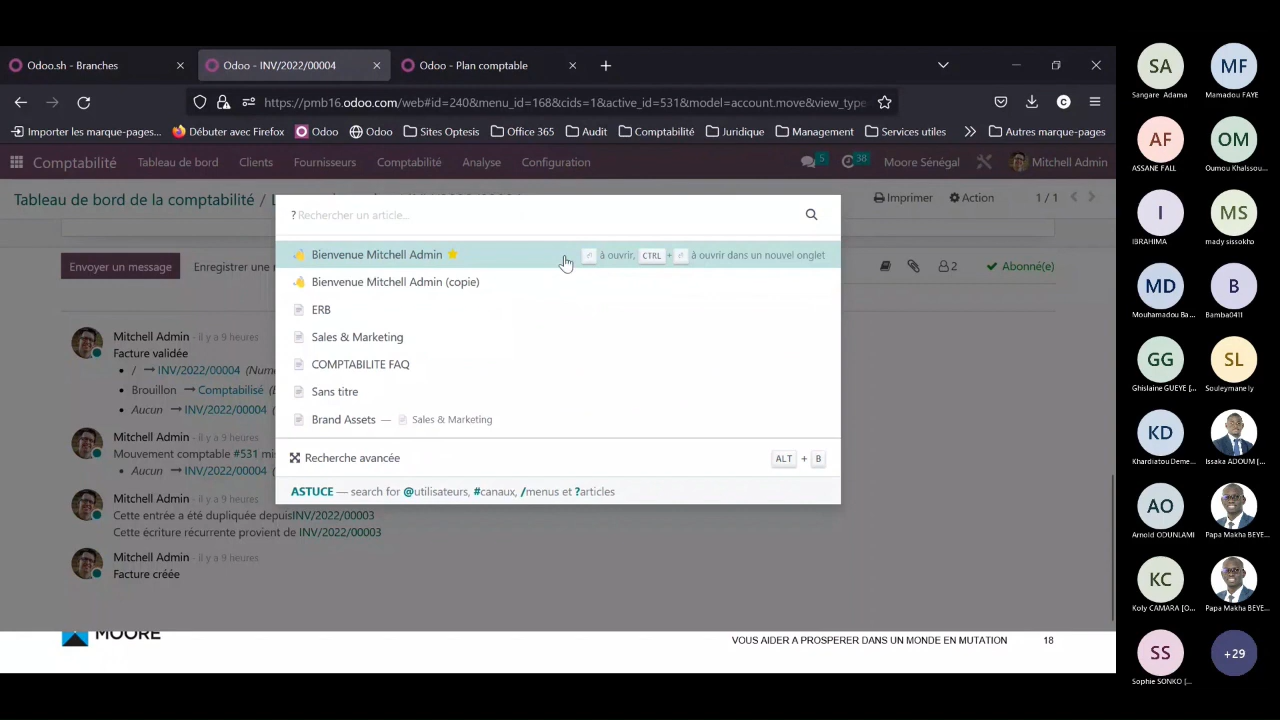 Odoo.sh - Branches
Odoo - INV/2022/00004
Odoo - Plan comptable
https://pmb16.odoo.com/web#id=240&menu_id=168&cids=1&active_id=531&model=account.move&view_type
Importer les marque-pages...
Débuter avec Firefox
Odoo
Odoo
Sites Optesis
Office 365
Audit
Comptabilité
Juridique
Management
Services utiles
Autres marque-pages
Comptabilité
Tableau de bord
Clients
Fournisseurs
Comptabilité
Analyse
Configuration
5
38
Moore Sénégal
Mitchell Admin
Tableau de bord de la comptabilité /
Imprimer
Action
1 / 1
? Rechercher un article...
Bienvenue Mitchell Admin
à ouvrir, CTRL + à ouvrir dans un nouvel onglet
Bienvenue Mitchell Admin (copie)
ERB
Sales & Marketing
COMPTABILITE FAQ
Sans titre
Brand Assets — Sales & Marketing
Recherche avancée
ALT + B
ASTUCE — search for @utilisateurs, #canaux, /menus et ?articles
Envoyer un message
Enregistrer une
2
Abonné(e)
Mitchell Admin - il y a 9 heures
Facture validée
/ → INV/2022/00004
Brouillon → Comptabilisé
Aucun → INV/2022/00004
Mitchell Admin - il y a 9 heures
Mouvement comptable #531
Aucun → INV/2022/00004
Mitchell Admin - il y a 9 heures
Cette entrée a été dupliquée depuisINV/2022/00003
Cette écriture récurrente provient de INV/2022/00003
Mitchell Admin - il y a 9 heures
Facture créée
MOORE
VOUS AIDER A PROSPERER DANS UN MONDE EN MUTATION
18
SA
Sangare Adama
MF
Mamadou FAYE
AF
ASSANE FALL
OM
Oumou Khaïssou...
I
IBRAHIMA
MS
mady sissokho
MD
Mouhamadou Ba...
B
Bamba0411
GG
Ghislaine GUEYE [...
SL
Souleymane ly
KD
Khardiatou Deme...
Issaka ADOUM [...
AO
Arnold ODUNLAMI
Papa Makha BEYE...
KC
Koly CAMARA [O...
Papa Makha BEYE...
SS
Sophie SONKO [...
+29